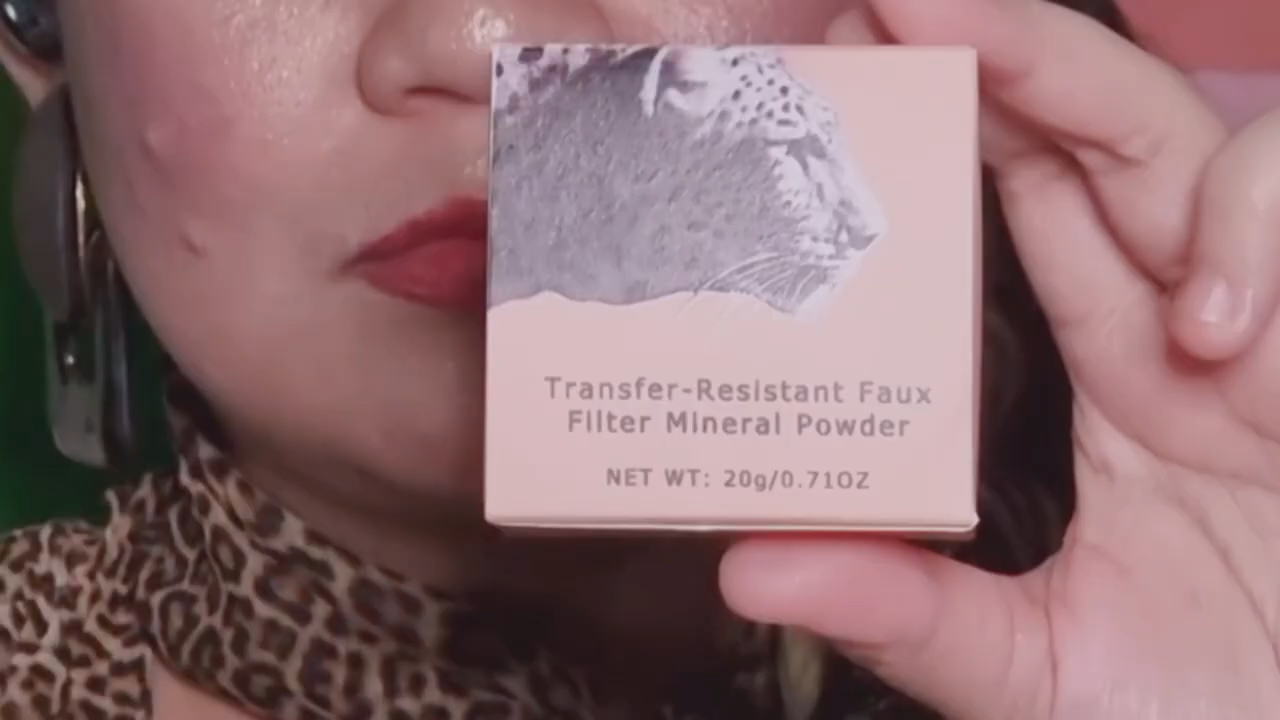 Transfer-Resistant Faux
Filter Mineral Powder
NET WT: 20g/0.71OZ